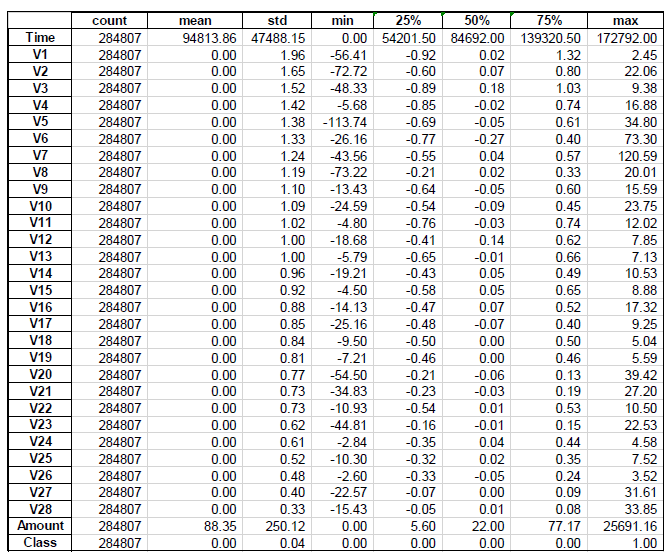 count mean std min 25% 50% 75% max
Time 284807 94813.86 47488.15 0.00 54201.50 84692.00 139320.50 172792.00
V1 284807 0.00 1.96 -56.41 -0.92 0.02 1.32 2.45
V2 284807 0.00 1.65 -72.72 -0.60 0.07 0.80 22.06
V3 284807 0.00 1.52 -48.33 -0.89 0.18 1.03 9.38
V4 284807 0.00 1.42 -5.68 -0.85 -0.02 0.74 16.88
V5 284807 0.00 1.38 -113.74 -0.69 -0.05 0.61 34.80
V6 284807 0.00 1.33 -26.16 -0.77 -0.27 0.40 73.30
V7 284807 0.00 1.24 -43.56 -0.55 0.04 0.57 120.59
V8 284807 0.00 1.19 -73.22 -0.21 0.02 0.33 20.01
V9 284807 0.00 1.10 -13.43 -0.64 -0.05 0.60 15.59
V10 284807 0.00 1.09 -24.59 -0.54 -0.09 0.45 23.75
V11 284807 0.00 1.02 -4.80 -0.76 -0.03 0.74 12.02
V12 284807 0.00 1.00 -18.68 -0.41 0.14 0.62 7.85
V13 284807 0.00 1.00 -5.79 -0.65 -0.01 0.66 7.13
V14 284807 0.00 0.96 -19.21 -0.43 0.05 0.49 10.53
V15 284807 0.00 0.92 -4.50 -0.58 0.05 0.65 8.88
V16 284807 0.00 0.88 -14.13 -0.47 0.07 0.52 17.32
V17 284807 0.00 0.85 -25.16 -0.48 -0.07 0.40 9.25
V18 284807 0.00 0.84 -9.50 -0.50 0.00 0.50 5.04
V19 284807 0.00 0.81 -7.21 -0.46 0.00 0.46 5.59
V20 284807 0.00 0.77 -54.50 -0.21 -0.06 0.13 39.42
V21 284807 0.00 0.73 -34.83 -0.23 -0.03 0.19 27.20
V22 284807 0.00 0.73 -10.93 -0.54 0.01 0.53 10.50
V23 284807 0.00 0.62 -44.81 -0.16 -0.01 0.15 22.53
V24 284807 0.00 0.61 -2.84 -0.35 0.04 0.44 4.58
V25 284807 0.00 0.52 -10.30 -0.32 0.02 0.35 7.52
V26 284807 0.00 0.48 -2.60 -0.33 -0.05 0.24 3.52
V27 284807 0.00 0.40 -22.57 -0.07 0.00 0.09 31.61
V28 284807 0.00 0.33 -15.43 -0.05 0.01 0.08 33.85
Amount 284807 88.35 250.12 0.00 5.60 22.00 77.17 25691.16
Class 284807 0.00 0.04 0.00 0.00 0.00 0.00 1.00